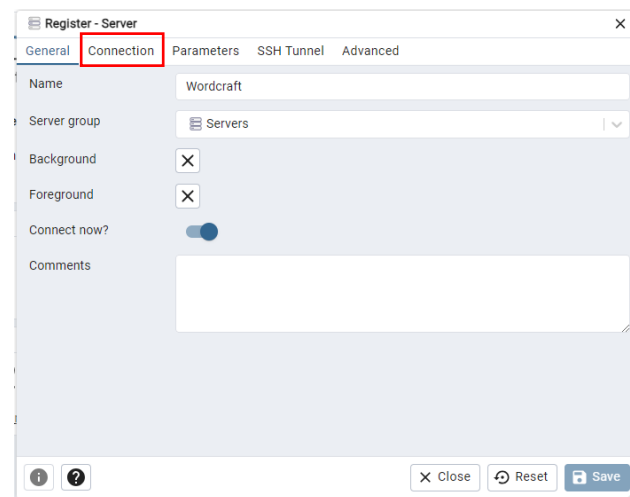 Register - Server
General Connection Parameters SSH Tunnel Advanced
Name Wordcraft
Server group Servers
Background
Foreground
Connect now?
Comments
Close Reset Save